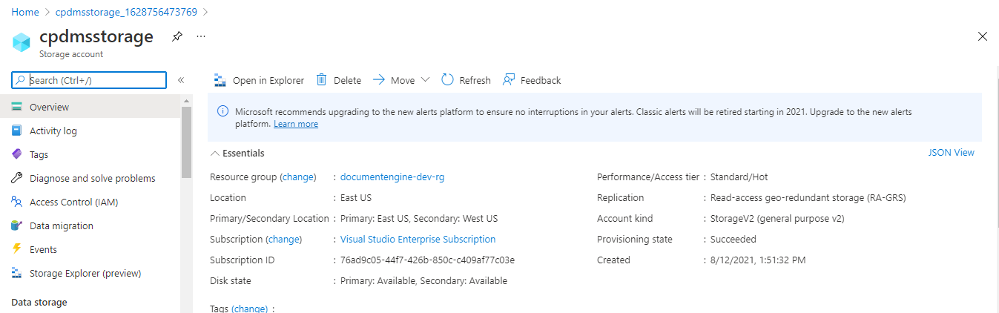 Home > cpdmsstorage_1628756473769 >
cpdmsstorage
Storage account
Search (Ctrl+/)
Overview
Activity log
Tags
Diagnose and solve problems
Access Control (IAM)
Data migration
Events
Storage Explorer (preview)
Data storage
Open in Explorer Delete Move Refresh Feedback
Microsoft recommends upgrading to the new alerts platform to ensure no interruptions in your alerts. Classic alerts will be retired starting in 2021. Upgrade to the new alerts
platform. Learn more
Essentials JSON View
Resource group (change) : documentengine-dev-rg
Location : East US
Primary/Secondary Location : Primary: East US, Secondary: West US
Subscription (change) : Visual Studio Enterprise Subscription
Subscription ID : 76ad9c05-44f7-426b-850c-c409af77c03e
Disk state : Primary: Available, Secondary: Available
Tags (change) :
Performance/Access tier : Standard/Hot
Replication : Read-access geo-redundant storage (RA-GRS)
Account kind : StorageV2 (general purpose v2)
Provisioning state : Succeeded
Created : 8/12/2021, 1:51:32 PM